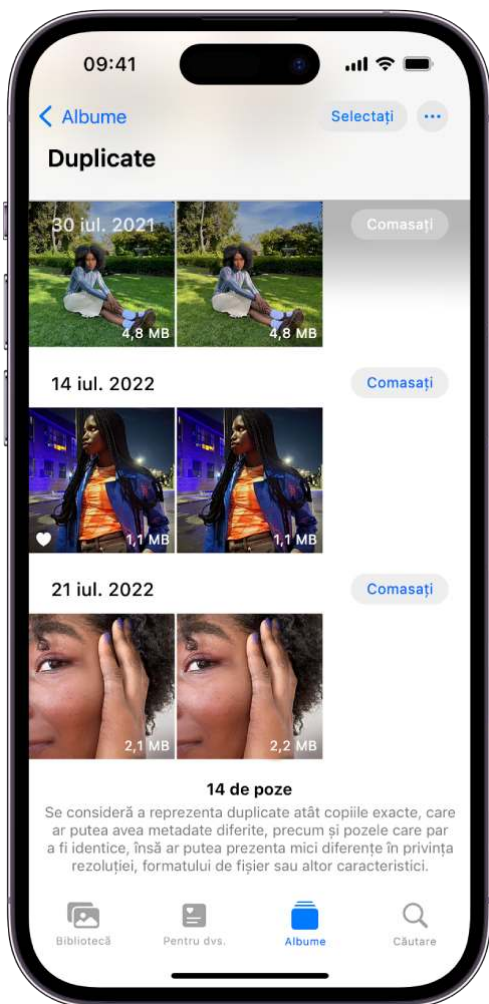 09:41
Albume
Selectați
Duplicate
30 iul. 2021
Comasați
4,8 MB
4,8 MB
14 iul. 2022
Comasați
1,1 MB
1,1 MB
21 iul. 2022
Comasați
2,1 MB
2,2 MB
14 de poze
Se consideră a reprezenta duplicate atât copiile exacte, care
ar putea avea metadate diferite, precum și pozele care par
a fi identice, însă ar putea prezenta mici diferențe în privința
rezoluției, formatului de fișier sau altor caracteristici.
Bibliotecă
Pentru dvs.
Albume
Căutare